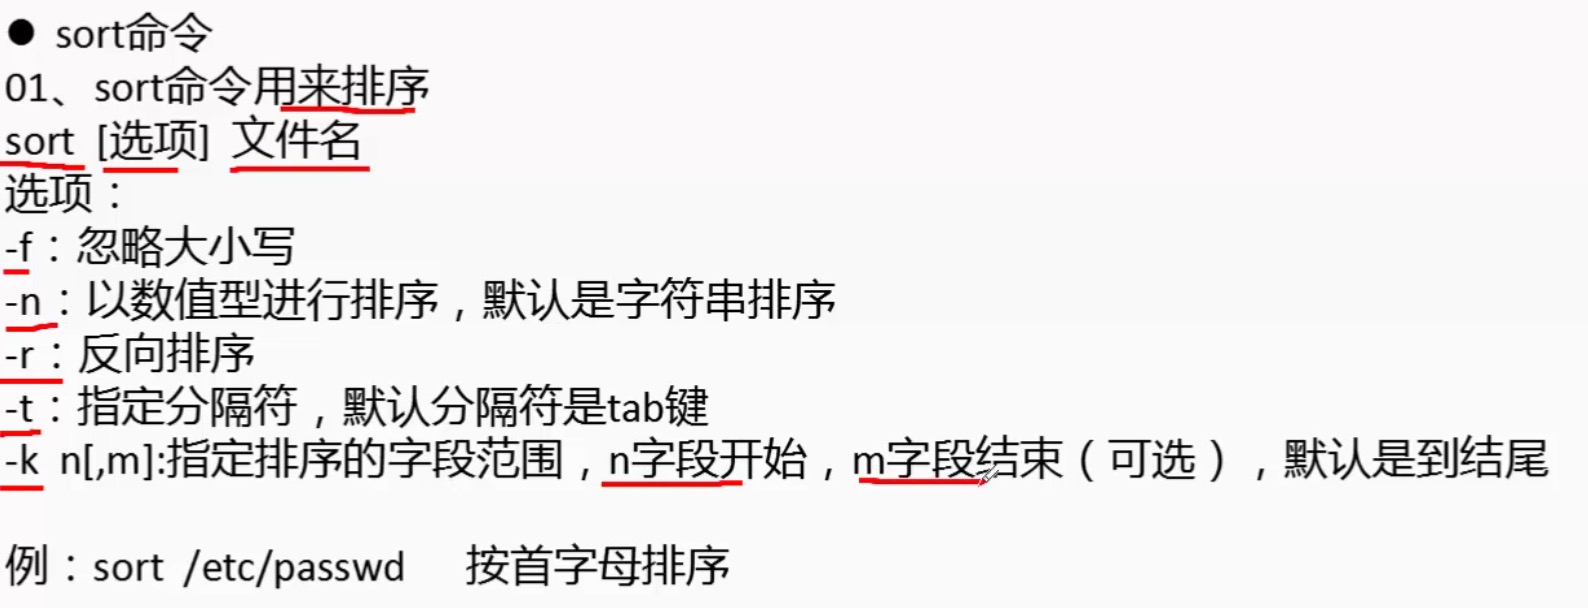 ● sort命令
01、sort命令用来排序
sort [选项] 文件名
选项：
-f：忽略大小写
-n：以数值型进行排序，默认是字符串排序
-r：反向排序
-t：指定分隔符，默认分隔符是tab键
-k n[,m]:指定排序的字段范围，n字段开始，m字段结束（可选），默认是到结尾
例：sort /etc/passwd 按首字母排序